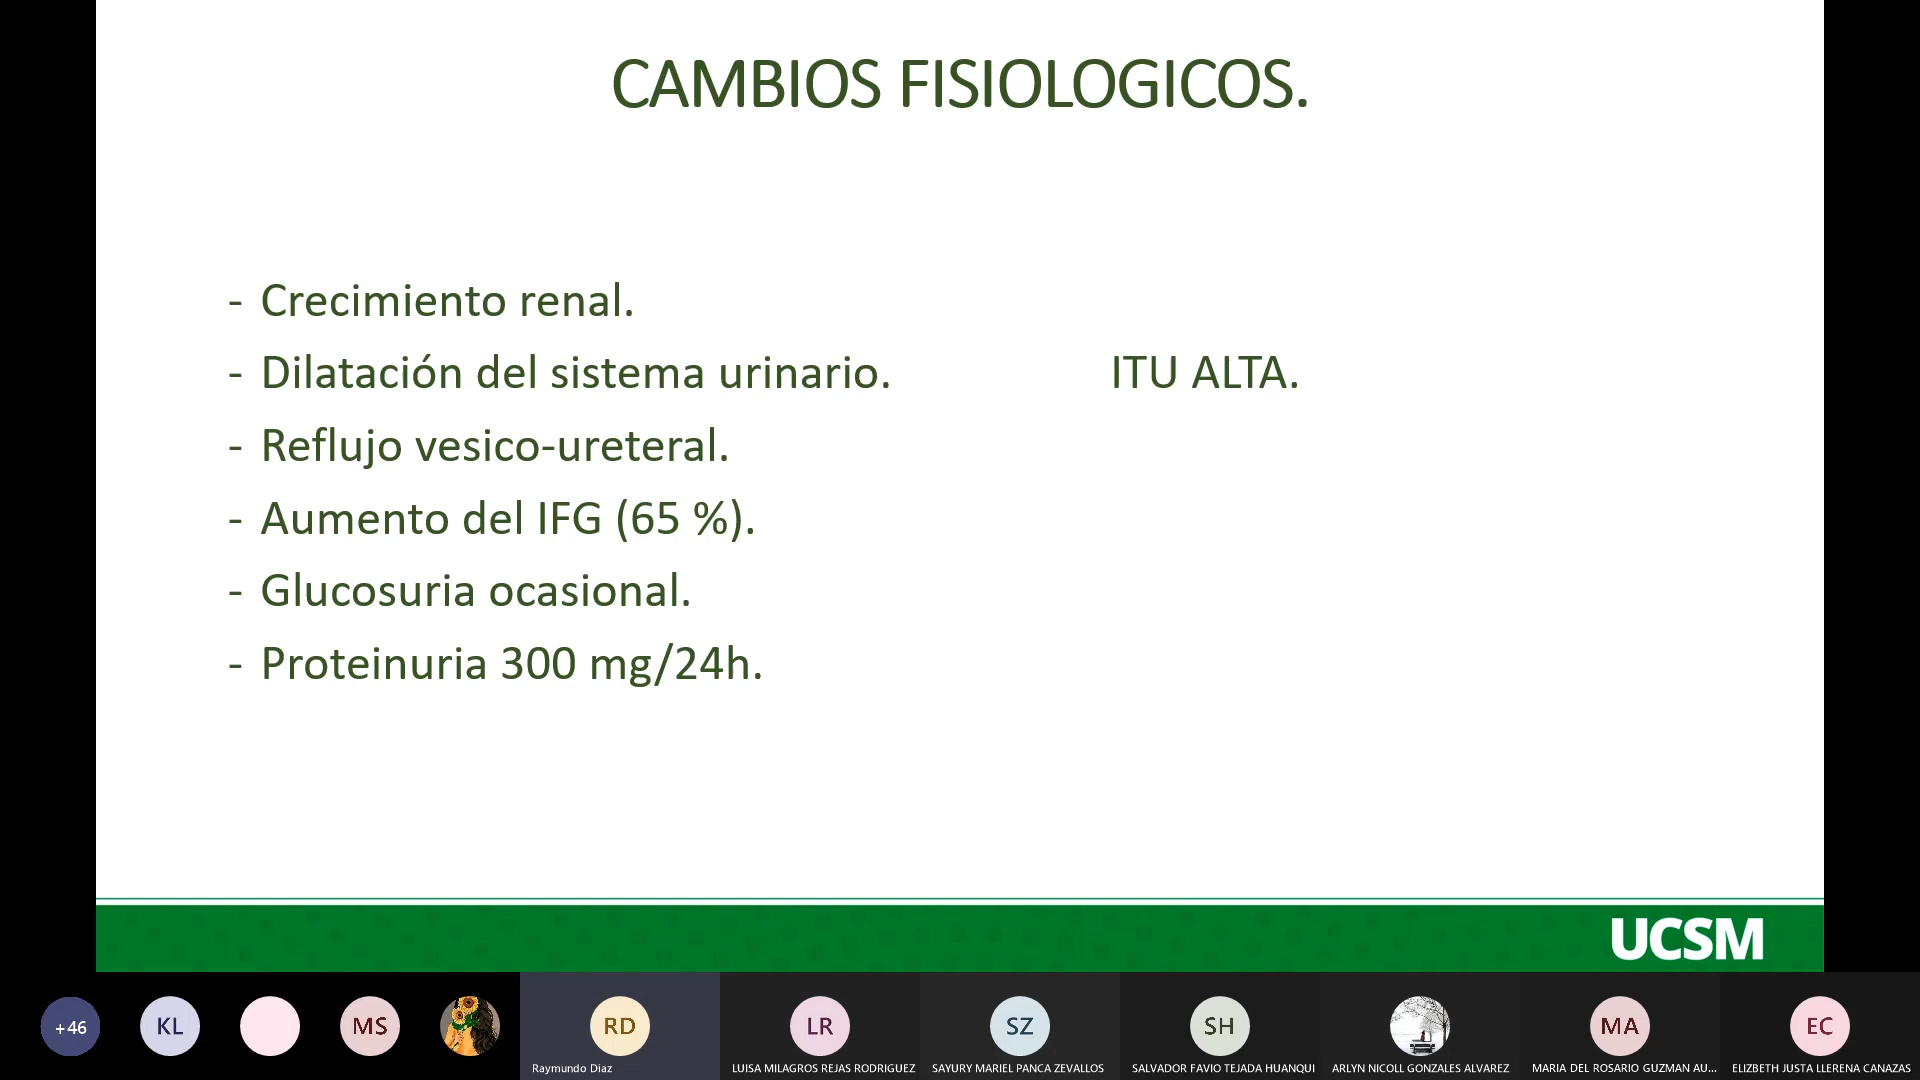 CAMBIOS FISIOLOGICOS.
- Crecimiento renal.
- Dilatación del sistema urinario. ITU ALTA.
- Reflujo vesico-ureteral.
- Aumento del IFG (65 %).
- Glucosuria ocasional.
- Proteinuria 300 mg/24h.
UCSM
+46 KL MS RD LR SZ SH MA EC
Raymundo Diaz LUISA MILAGROS REJAS RODRIGUEZ SAYURY MARIEL PANCA ZEVALLOS SALVADOR FAVIO TEJADA HUANQUI ARLYN NICOLL GONZALES ALVAREZ MARIA DEL ROSARIO GUZMAN AU... ELIZBETH JUSTA LLERENA CANAZAS